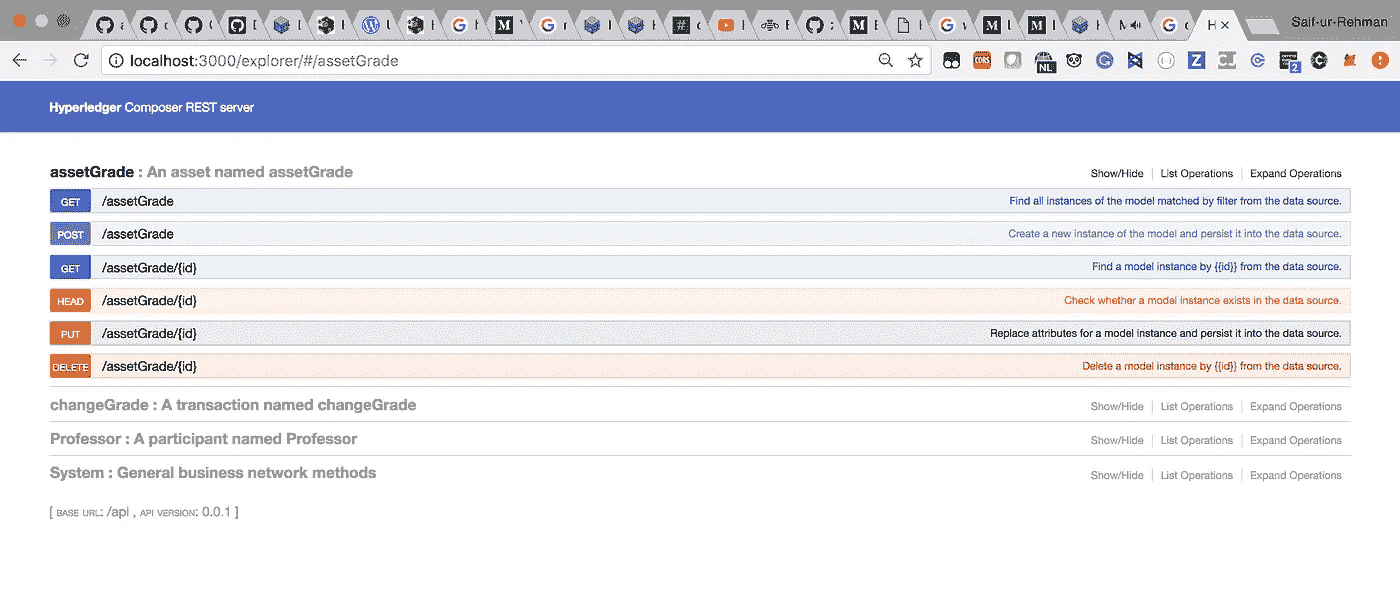 Saif-ur-Rehman
localhost:3000/explorer/#/assetGrade
CORS NL Z 2
Hyperledger Composer REST server
assetGrade : An asset named assetGrade Show/Hide List Operations Expand Operations
GET /assetGrade Find all instances of the model matched by filter from the data source.
POST /assetGrade Create a new instance of the model and persist it into the data source.
GET /assetGrade/{id} Find a model instance by {{id}} from the data source.
HEAD /assetGrade/{id} Check whether a model instance exists in the data source.
PUT /assetGrade/{id} Replace attributes for a model instance and persist it into the data source.
DELETE /assetGrade/{id} Delete a model instance by {{id}} from the data source.
changeGrade : A transaction named changeGrade Show/Hide List Operations Expand Operations
Professor : A participant named Professor Show/Hide List Operations Expand Operations
System : General business network methods Show/Hide List Operations Expand Operations
[ BASE URL: /api , API VERSION: 0.0.1 ]